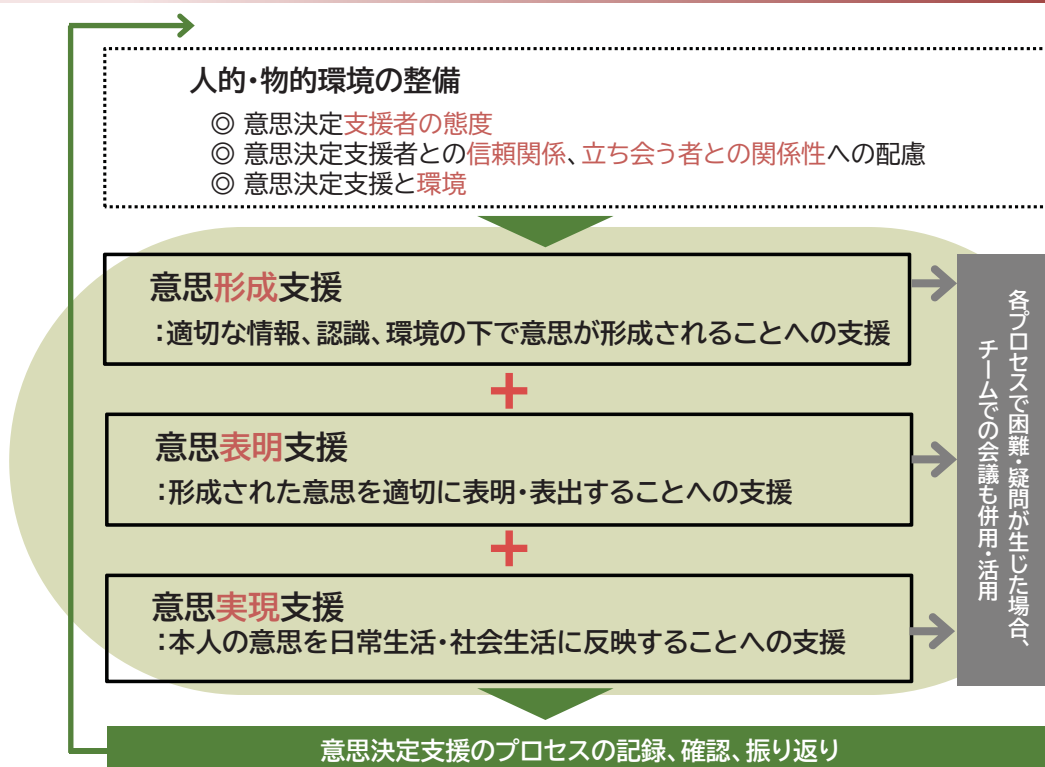 人的・物的環境の整備
◎ 意思決定支援者の態度
◎ 意思決定支援者との信頼関係、立ち会う者との関係性への配慮
◎ 意思決定支援と環境
意思形成支援
：適切な情報、認識、環境の下で意思が形成されることへの支援
+
意思表明支援
：形成された意思を適切に表明・表出することへの支援
+
意思実現支援
：本人の意思を日常生活・社会生活に反映することへの支援
各プロセスで困難・疑問が生じた場合、
チームでの会議も併用・活用
意思決定支援のプロセスの記録、確認、振り返り